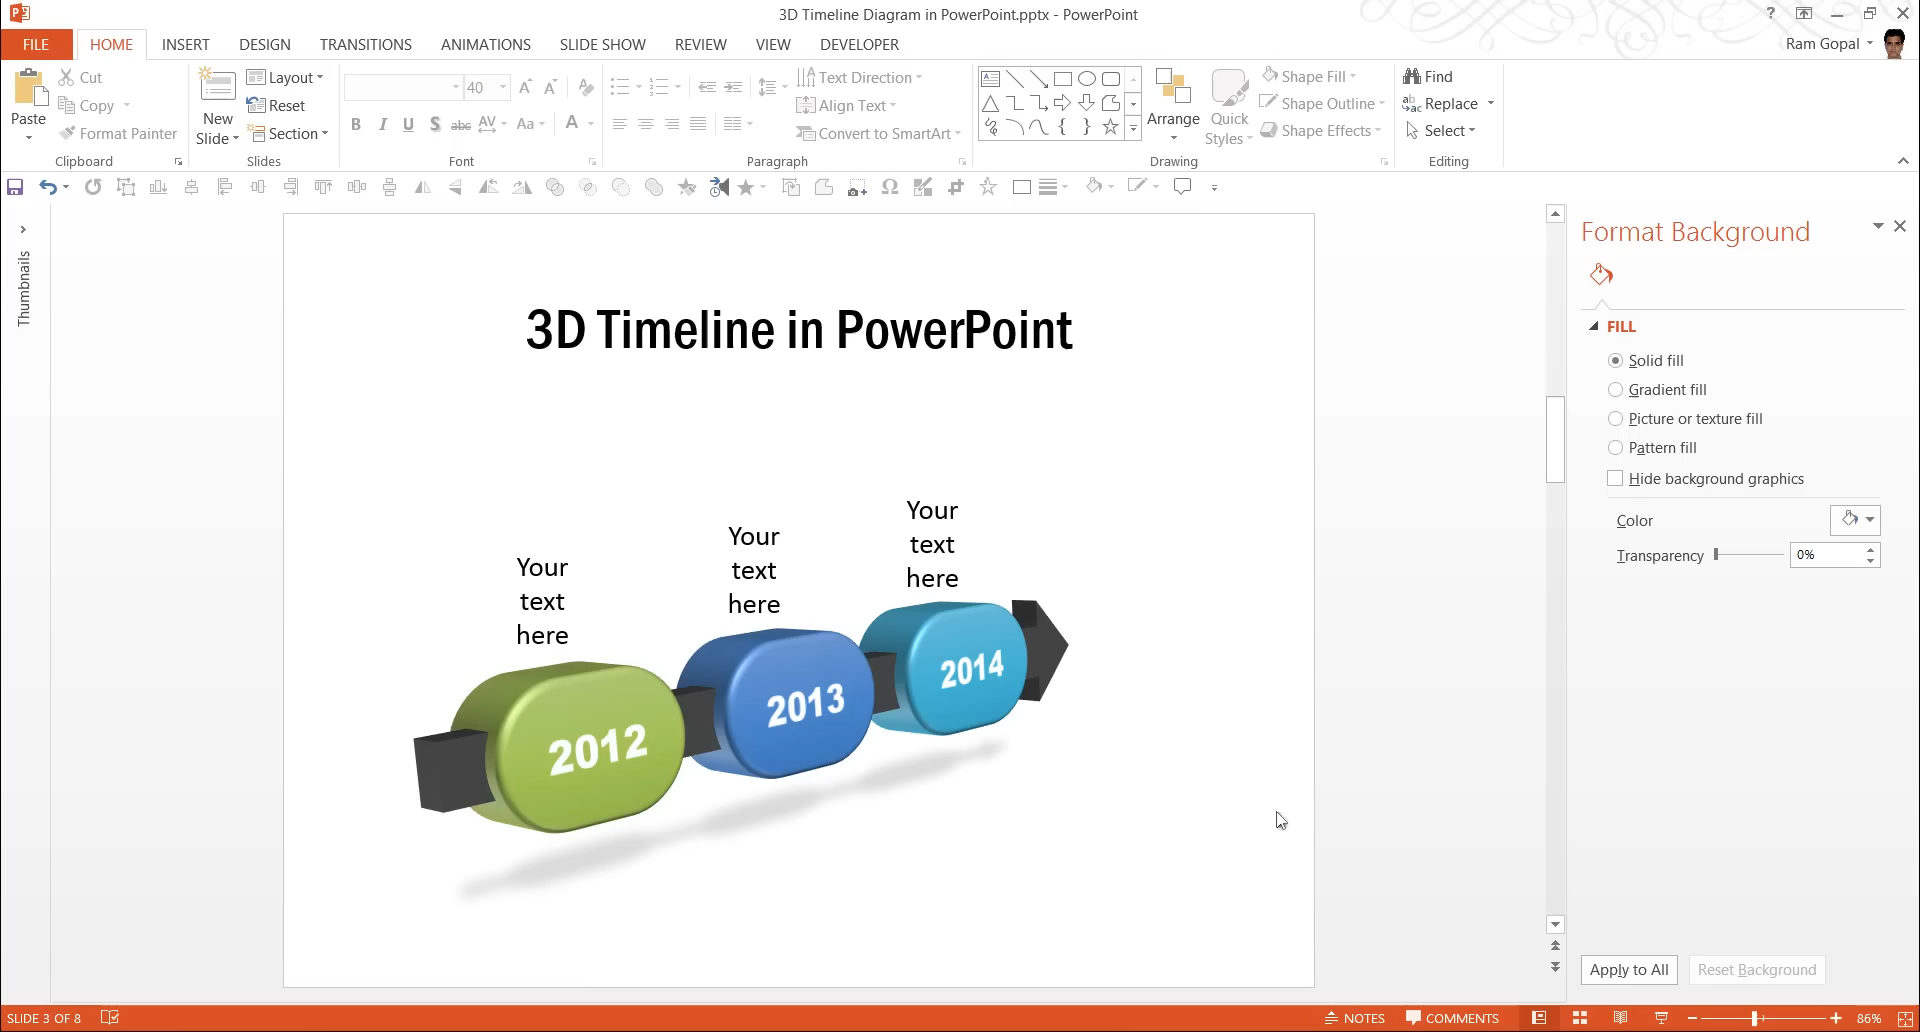 3D Timeline Diagram in PowerPoint.pptx - PowerPoint
?
FILE
HOME
INSERT
DESIGN
TRANSITIONS
ANIMATIONS
SLIDE SHOW
REVIEW
VIEW
DEVELOPER
Ram Gopal
Paste
Cut
Copy
Format Painter
Clipboard
New
Slide
Layout
Reset
Section
Slides
40
B I U S abc AV Aa A
Font
Text Direction
Align Text
Convert to SmartArt
Paragraph
Arrange
Quick
Styles
Shape Fill
Shape Outline
Shape Effects
Drawing
Find
Replace
Select
Editing
Thumbnails
3D Timeline in PowerPoint
Your
text
here
Your
text
here
Your
text
here
2012
2013
2014
Format Background
FILL
Solid fill
Gradient fill
Picture or texture fill
Pattern fill
Hide background graphics
Color
Transparency
0%
Apply to All
Reset Background
SLIDE 3 OF 8
NOTES
COMMENTS
86%